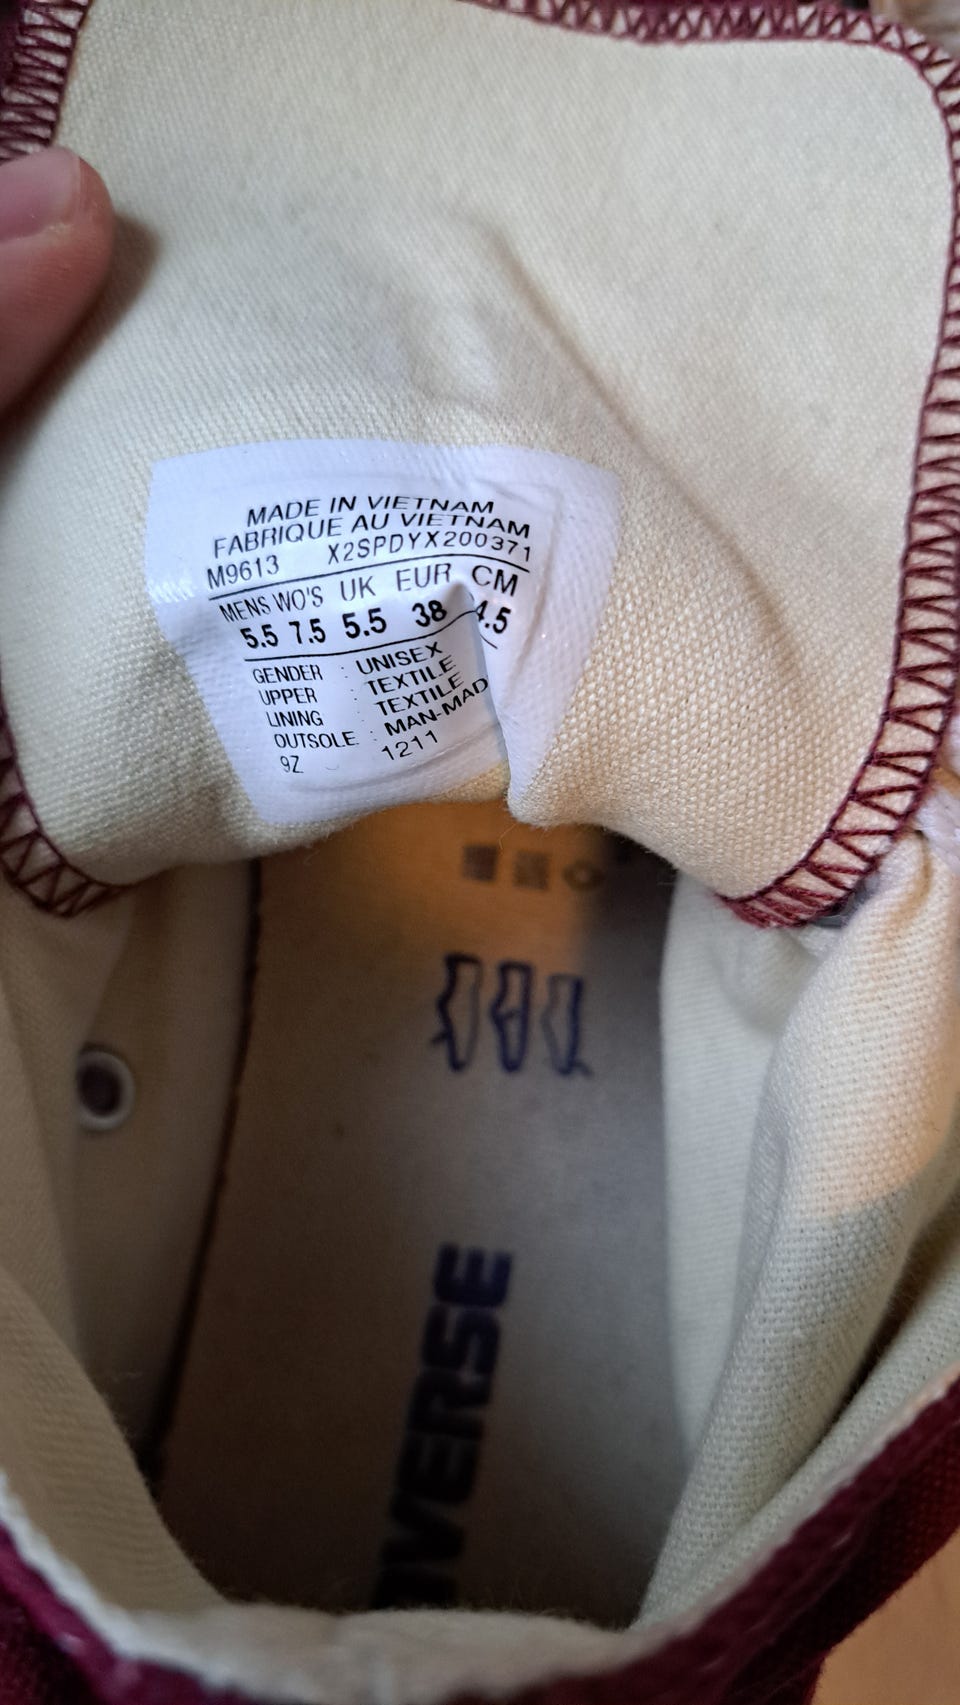 MADE IN VIETNAM
FABRIQUE AU VIETNAM
M9613 X2SPDYX200371
MENS WO'S UK EUR CM
5.5 7.5 5.5 38 4.5
GENDER : UNISEX
UPPER : TEXTILE
LINING : TEXTILE
OUTSOLE : MAN-MAD
9Z 1211
VERSE